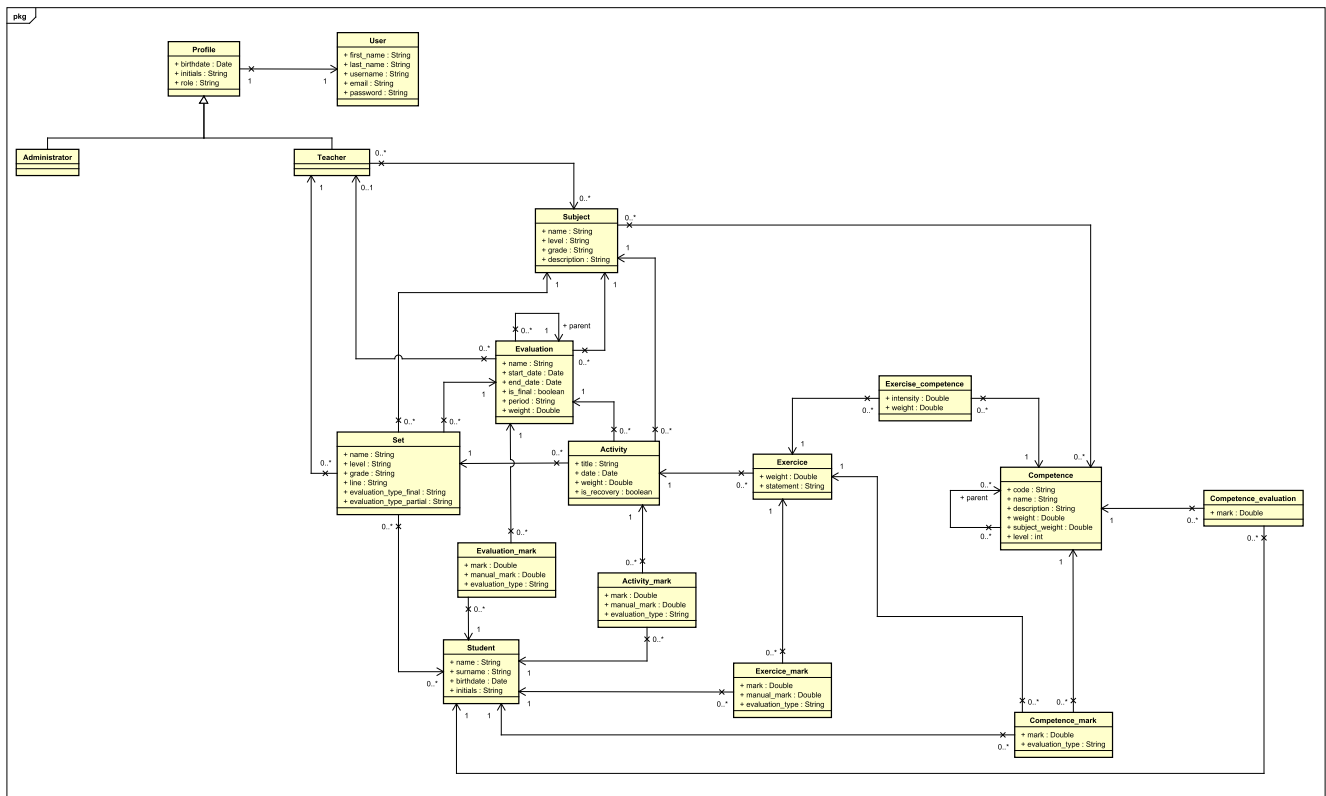 pkg
Profile
+ birthdate : Date
+ initials : String
+ role : String
User
+ first_name : String
+ last_name : String
+ username : String
+ email : String
+ password : String
1
1
Administrator
Teacher
0..*
1
0..1
0..*
Subject
+ name : String
+ level : String
+ grade : String
+ description : String
0..*
1
1
1
0..*
1
+ parent
Evaluation
+ name : String
+ start_date : Date
+ end_date : Date
+ is_final : boolean
+ period : String
+ weight : Double
0..*
0..*
1
1
1
Exercise_competence
+ intensity : Double
+ weight : Double
0..*
0..*
0..*
0..*
0..*
0..*
Set
+ name : String
+ level : String
+ grade : String
+ line : String
+ evaluation_type_final : String
+ evaluation_type_partial : String
0..*
0..*
1
0..*
Activity
+ title : String
+ date : Date
+ weight : Double
+ is_recovery : boolean
1
1
0..*
Exercice
+ weight : Double
+ statement : String
1
1
1
1
0..*
Competence
+ code : String
+ name : String
+ description : String
+ weight : Double
+ subject_weight : Double
+ level : int
0..*
+ parent
0..*
1
1
Competence_evaluation
+ mark : Double
0..*
0..*
0..*
Evaluation_mark
+ mark : Double
+ manual_mark : Double
+ evaluation_type : String
0..*
0..*
Activity_mark
+ mark : Double
+ manual_mark : Double
+ evaluation_type : String
0..*
1
Student
+ name : String
+ surname : String
+ birthdate : Date
+ initials : String
0..*
1
1
1
1
0..*
Exercice_mark
+ mark : Double
+ manual_mark : Double
+ evaluation_type : String
0..*
0..*
0..*
Competence_mark
+ mark : Double
+ evaluation_type : String
0..*